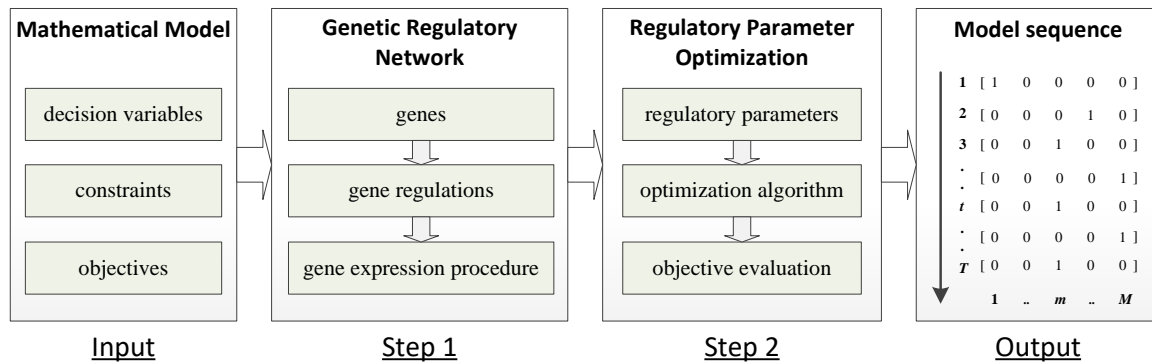 Mathematical Model
decision variables
constraints
objectives
Input
Genetic Regulatory
Network
genes
gene regulations
gene expression procedure
Step 1
Regulatory Parameter
Optimization
regulatory parameters
optimization algorithm
objective evaluation
Step 2
Model sequence
1 [ 1 0 0 0 0 ]
2 [ 0 0 0 1 0 ]
3 [ 0 0 1 0 0 ]
. [ 0 0 0 0 1 ]
.
t [ 0 0 1 0 0 ]
. [ 0 0 0 0 1 ]
.
T [ 0 0 1 0 0 ]
1 .. m .. M
Output